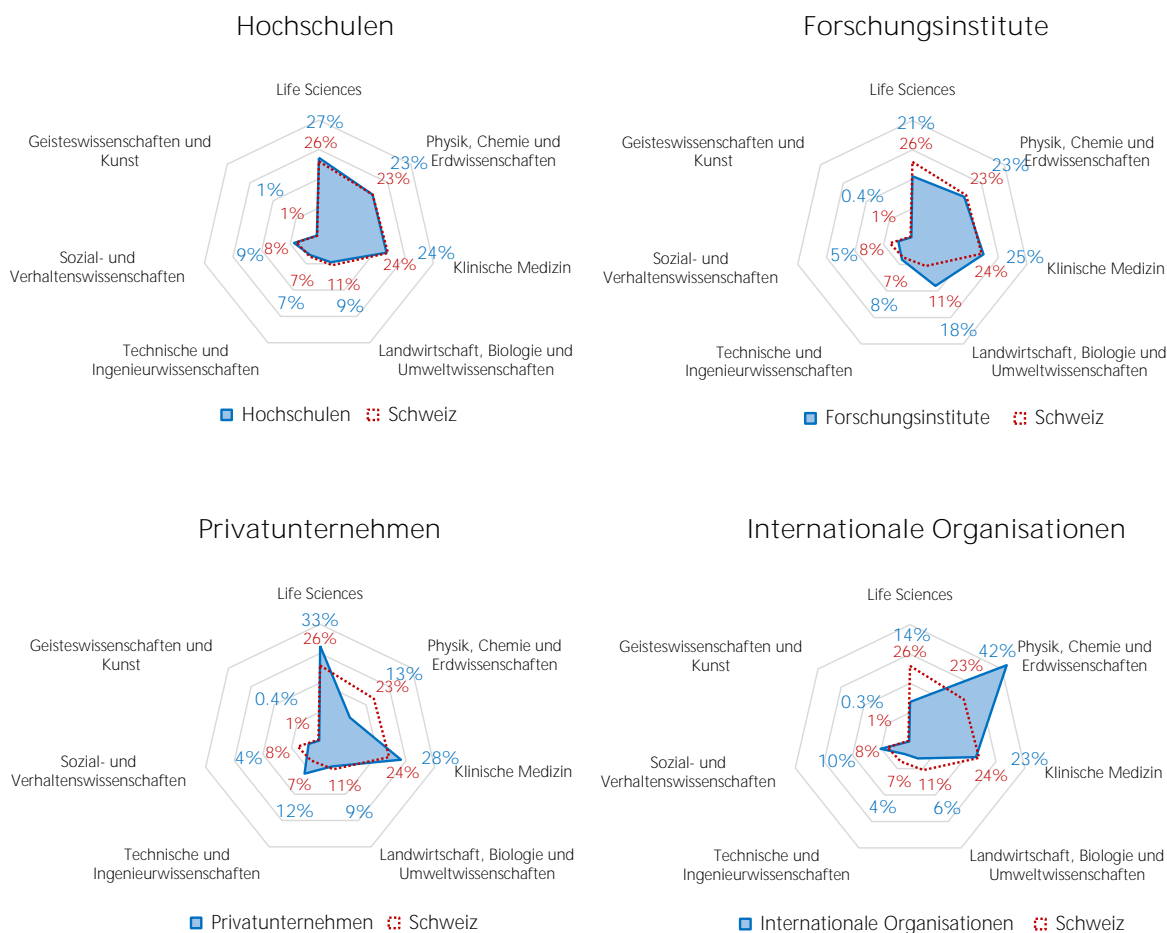 Hochschulen
Life Sciences
27%
26%
Geisteswissenschaften und
Kunst
Physik, Chemie und
Erdwissenschaften
23%
23%
1%
1%
Sozial- und
Verhaltenswissenschaften
9%
8%
24%
24%
Klinische Medizin
7%
11%
7%
9%
Technische und
Ingenieurwissenschaften
Landwirtschaft, Biologie und
Umweltwissenschaften
Hochschulen
Schweiz
Forschungsinstitute
Life Sciences
21%
26%
Geisteswissenschaften und
Kunst
Physik, Chemie und
Erdwissenschaften
23%
23%
0.4%
1%
Sozial- und
Verhaltenswissenschaften
5%
8%
25%
24%
Klinische Medizin
7%
11%
8%
18%
Technische und
Ingenieurwissenschaften
Landwirtschaft, Biologie und
Umweltwissenschaften
Forschungsinstitute
Schweiz
Privatunternehmen
Life Sciences
33%
26%
Geisteswissenschaften und
Kunst
Physik, Chemie und
Erdwissenschaften
13%
23%
0.4%
1%
Sozial- und
Verhaltenswissenschaften
4%
8%
28%
24%
Klinische Medizin
7%
11%
12%
9%
Technische und
Ingenieurwissenschaften
Landwirtschaft, Biologie und
Umweltwissenschaften
Privatunternehmen
Schweiz
Internationale Organisationen
Life Sciences
14%
26%
Geisteswissenschaften und
Kunst
Physik, Chemie und
Erdwissenschaften
42%
23%
0.3%
1%
Sozial- und
Verhaltenswissenschaften
10%
8%
23%
24%
Klinische Medizin
7%
11%
4%
6%
Technische und
Ingenieurwissenschaften
Landwirtschaft, Biologie und
Umweltwissenschaften
Internationale Organisationen
Schweiz